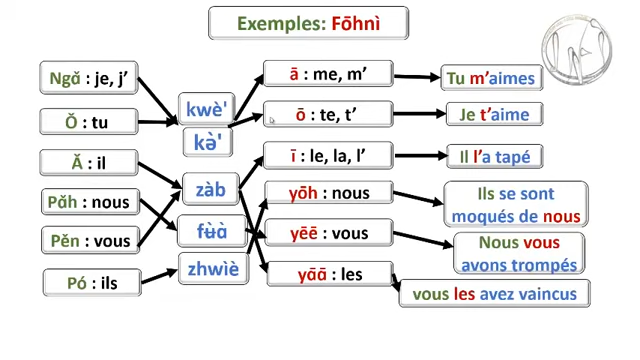 Exemples: Fōhnì
Ngǎ : je, j’
Ǒ : tu
Ǎ : il
Pǎh : nous
Pěn : vous
Pó : ils
kwè'
kə̀'
zàb
fʉ̀à
zhwìè
ā : me, m’
ō : te, t’
ī : le, la, l’
yōh : nous
yēē : vous
yāā : les
Tu m’aimes
Je t’aime
Il l’a tapé
Ils se sont
moqués de nous
Nous vous
avons trompés
vous les avez vaincus